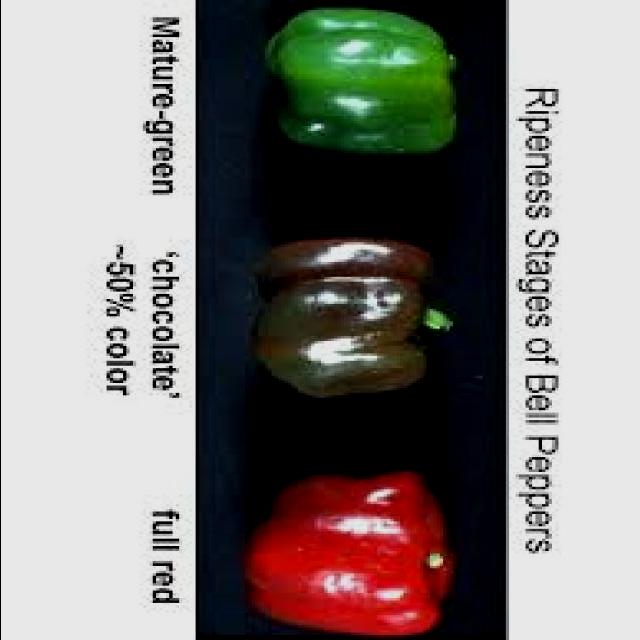 Ripeness Stages of Bell Peppers
Mature-green
‘chocolate’
~50% color
full red